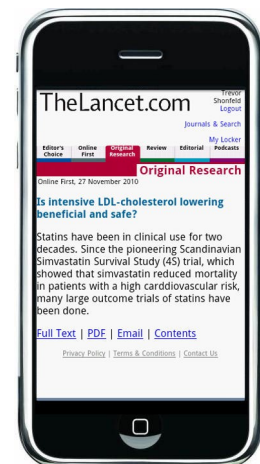 TheLancet.com
Trevor
Shonfeld
Logout
Journals & Search
My Locker
Editor's Choice
Online First
Original Research
Review
Editorial
Podcasts
Original Research
Online First, 27 November 2010
Is intensive LDL-cholesterol lowering
beneficial and safe?
Statins have been in clinical use for two
decades. Since the pioneering Scandinavian
Simvastatin Survival Study (4S) trial, which
showed that simvastatin reduced mortality
in patients with a high carddiovascular risk,
many large outcome trials of statins have
been done.
Full Text | PDF | Email | Contents
Privacy Policy | Terms & Conditions | Contact Us